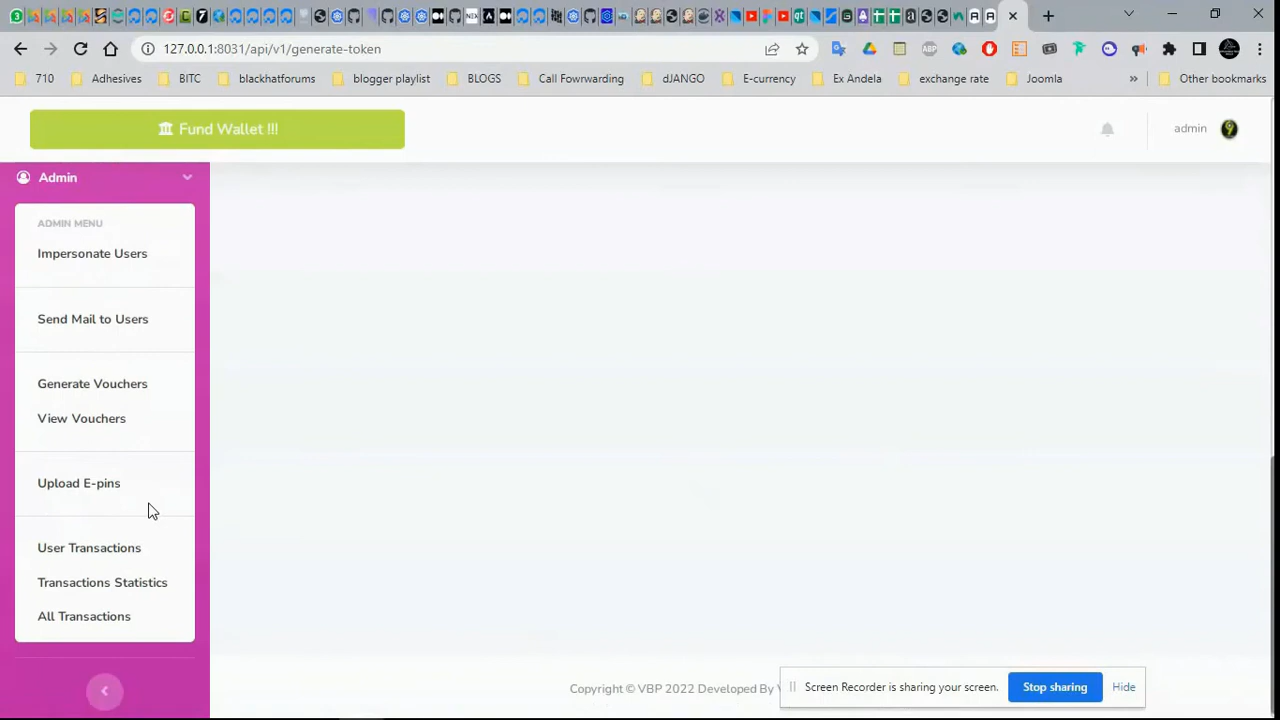 127.0.0.1:8031/api/v1/generate-token
710
Adhesives
BITC
blackhatforums
blogger playlist
BLOGS
Call Fowrwarding
dJANGO
E-currency
Ex Andela
exchange rate
Joomla
»
Other bookmarks
Fund Wallet !!!
admin
Admin
ADMIN MENU
Impersonate Users
Send Mail to Users
Generate Vouchers
View Vouchers
Upload E-pins
User Transactions
Transactions Statistics
All Transactions
Copyright © VBP 2022 Developed By
Screen Recorder is sharing your screen.
Stop sharing
Hide